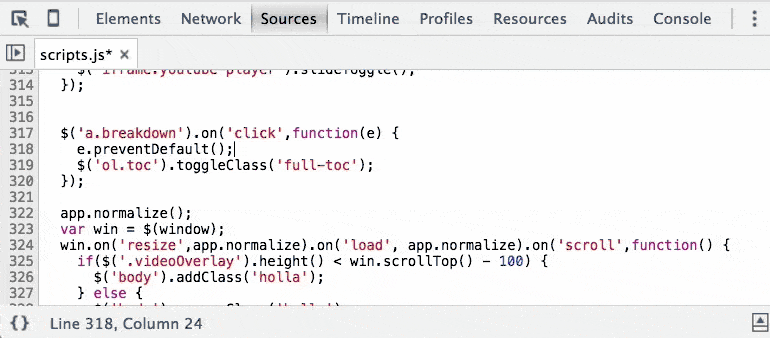 Elements Network Sources Timeline Profiles Resources Audits Console
scripts.js* ×
313 $('iframe.youtube-player').slideToggle();
314 });
315
316
317 $('a.breakdown').on('click',function(e) {
318 e.preventDefault();
319 $('ol.toc').toggleClass('full-toc');
320 });
321
322 app.normalize();
323 var win = $(window);
324 win.on('resize',app.normalize).on('load', app.normalize).on('scroll',function() {
325 if($('.videoOverlay').height() < win.scrollTop() - 100) {
326 $('body').addClass('holla');
327 } else {
{} Line 318, Column 24